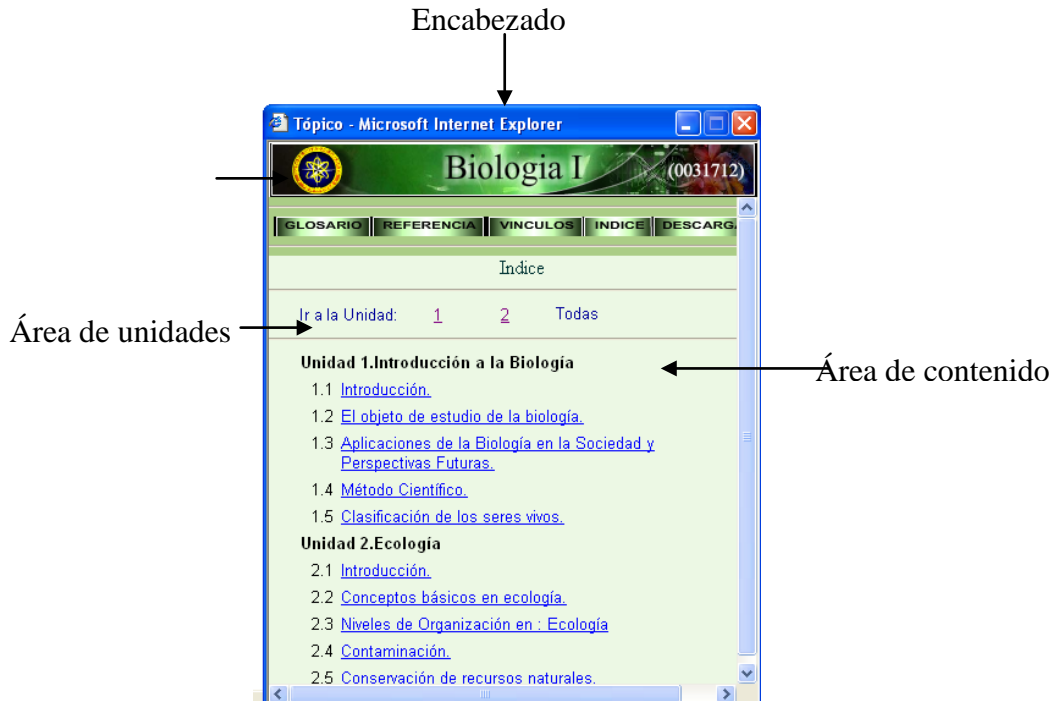 Encabezado
Tópico - Microsoft Internet Explorer
Biologia I
(0031712)
GLOSARIO REFERENCIA VINCULOS INDICE DESCARG
Indice
Ir a la Unidad: 1 2 Todas
Área de unidades
Unidad 1.Introducción a la Biología
Área de contenido
1.1 Introducción.
1.2 El objeto de estudio de la biología.
1.3 Aplicaciones de la Biología en la Sociedad y
Perspectivas Futuras.
1.4 Método Científico.
1.5 Clasificación de los seres vivos.
Unidad 2.Ecología
2.1 Introducción.
2.2 Conceptos básicos en ecología.
2.3 Niveles de Organización en : Ecología
2.4 Contaminación.
2.5 Conservación de recursos naturales.